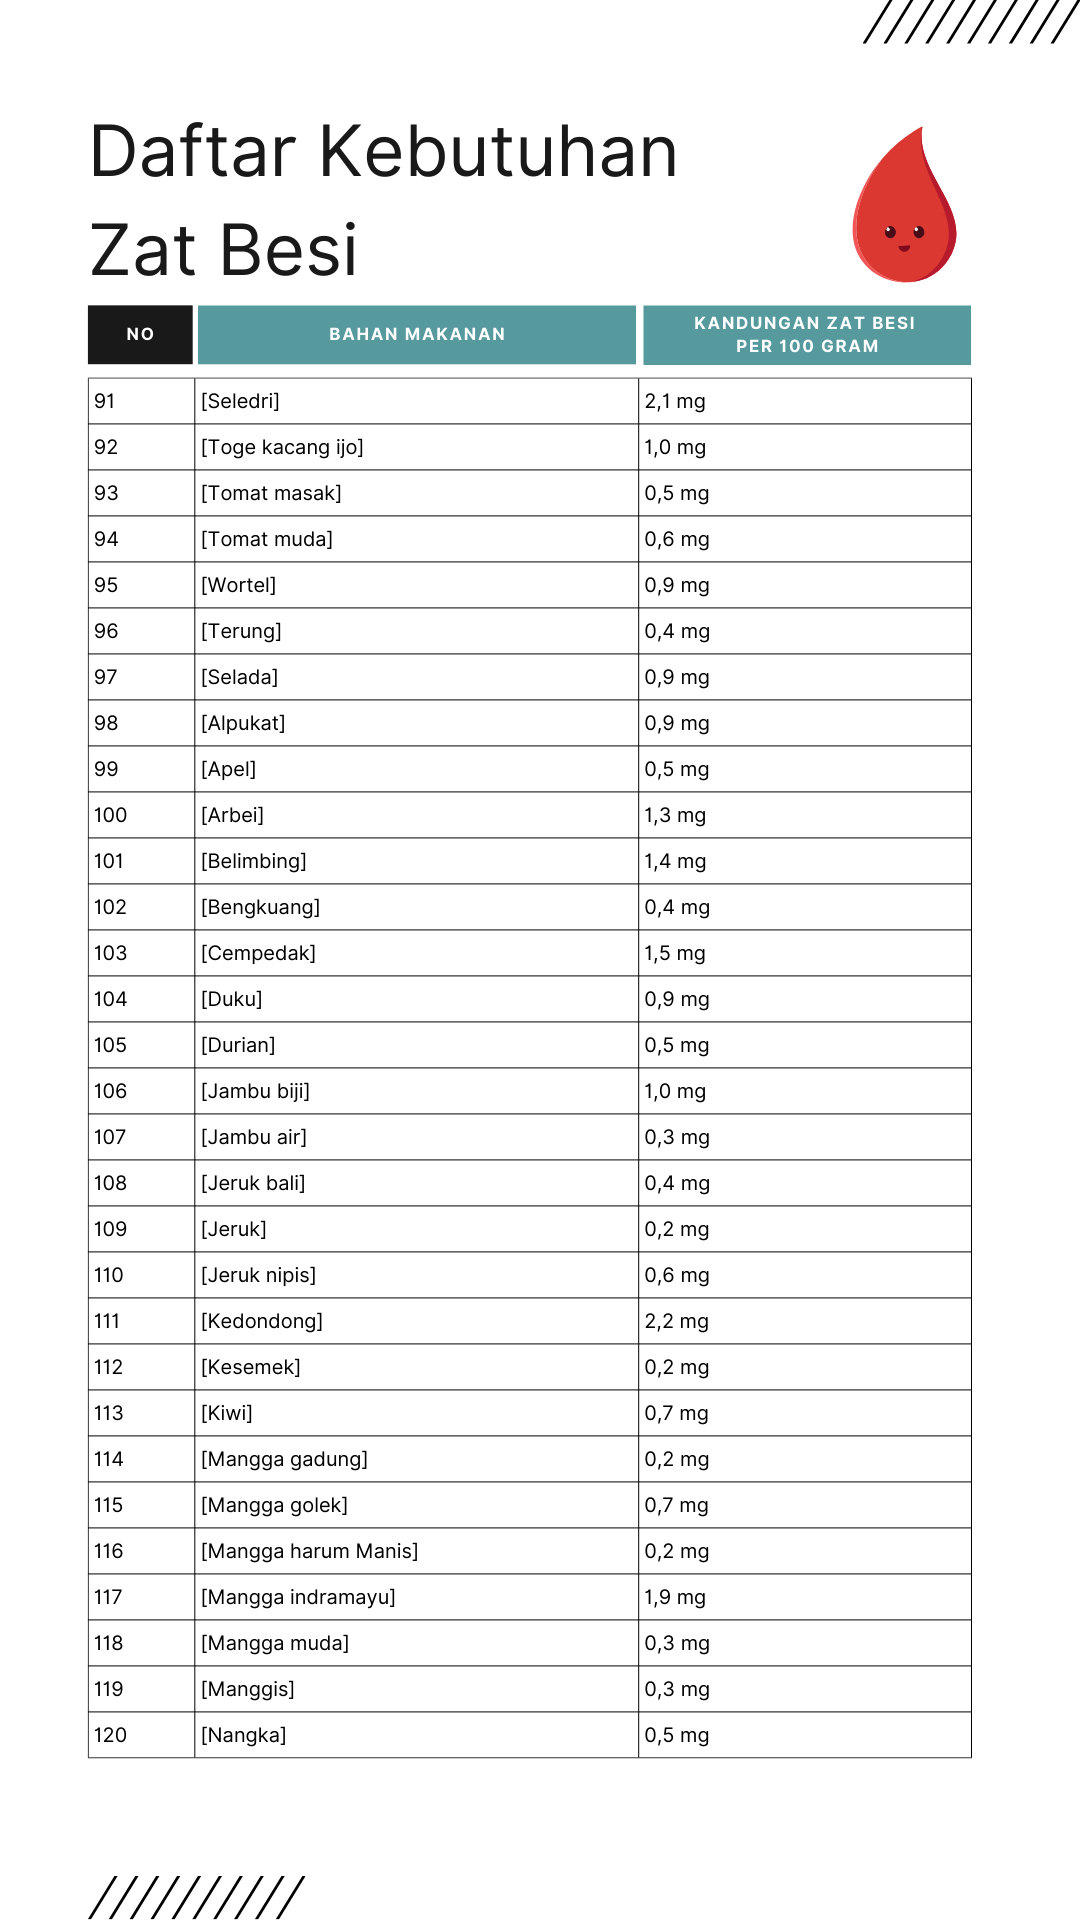 Daftar Kebutuhan
Zat Besi
NO BAHAN MAKANAN KANDUNGAN ZAT BESI
PER 100 GRAM
91 [Seledri] 2,1 mg
92 [Toge kacang ijo] 1,0 mg
93 [Tomat masak] 0,5 mg
94 [Tomat muda] 0,6 mg
95 [Wortel] 0,9 mg
96 [Terung] 0,4 mg
97 [Selada] 0,9 mg
98 [Alpukat] 0,9 mg
99 [Apel] 0,5 mg
100 [Arbei] 1,3 mg
101 [Belimbing] 1,4 mg
102 [Bengkuang] 0,4 mg
103 [Cempedak] 1,5 mg
104 [Duku] 0,9 mg
105 [Durian] 0,5 mg
106 [Jambu biji] 1,0 mg
107 [Jambu air] 0,3 mg
108 [Jeruk bali] 0,4 mg
109 [Jeruk] 0,2 mg
110 [Jeruk nipis] 0,6 mg
111 [Kedondong] 2,2 mg
112 [Kesemek] 0,2 mg
113 [Kiwi] 0,7 mg
114 [Mangga gadung] 0,2 mg
115 [Mangga golek] 0,7 mg
116 [Mangga harum Manis] 0,2 mg
117 [Mangga indramayu] 1,9 mg
118 [Mangga muda] 0,3 mg
119 [Manggis] 0,3 mg
120 [Nangka] 0,5 mg